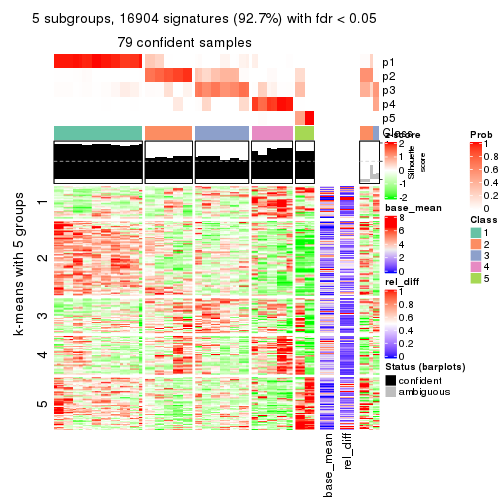 5 subgroups, 16904 signatures (92.7%) with fdr < 0.05
79 confident samples
p1
p2
p3
p4
p5
Class
z-score
2
1
0
-1
-2
Silhouette
score
base_mean
8
6
4
2
0
rel_diff
1
0.8
0.6
0.4
0.2
0
Status (barplots)
confident
ambiguous
Prob
1
0.8
0.6
0.4
0.2
0
Class
1
2
3
4
5
k-means with 5 groups
1
2
3
4
5
base_mean
rel_diff